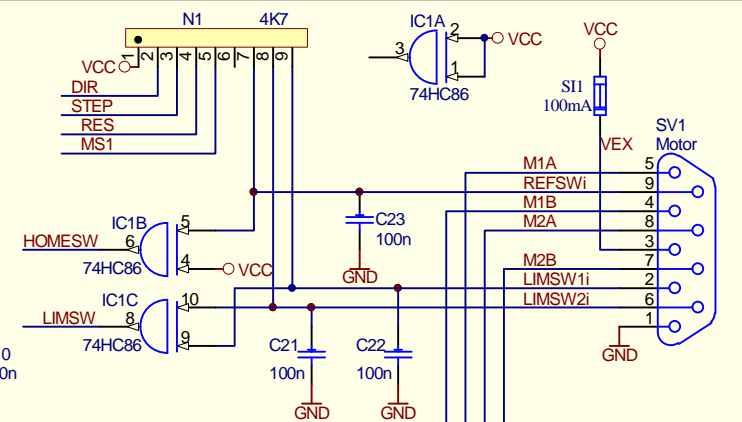 N1 4K7
1 2 3 4 5 6 7 8 9
VCC
DIR
STEP
RES
MS1
IC1A
2
3
1
VCC
74HC86
VCC
SI1
100mA
VEX
SV1
Motor
M1A 5
REFSWi 9
M1B 4
M2A 8
3
M2B 7
LIMSW1i 2
LIMSW2i 6
1
GND
C23
100n
GND
IC1B
5
HOMESW 6
4
VCC
74HC86
IC1C
10
LIMSW 8
9
74HC86
0
0n
C21
100n
GND
C22
100n
GND